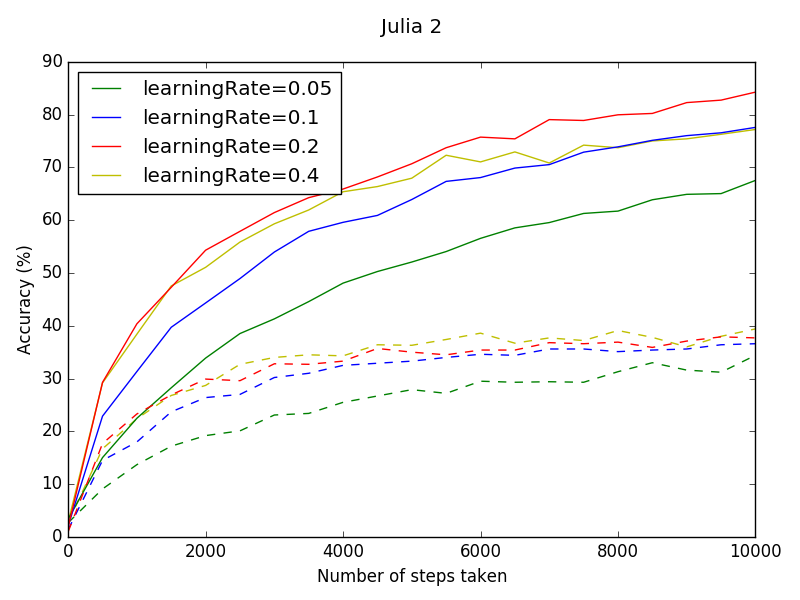 Julia 2
90
80
70
60
50
40
30
20
10
0
Accuracy (%)
learningRate=0.05
learningRate=0.1
learningRate=0.2
learningRate=0.4
0 2000 4000 6000 8000 10000
Number of steps taken